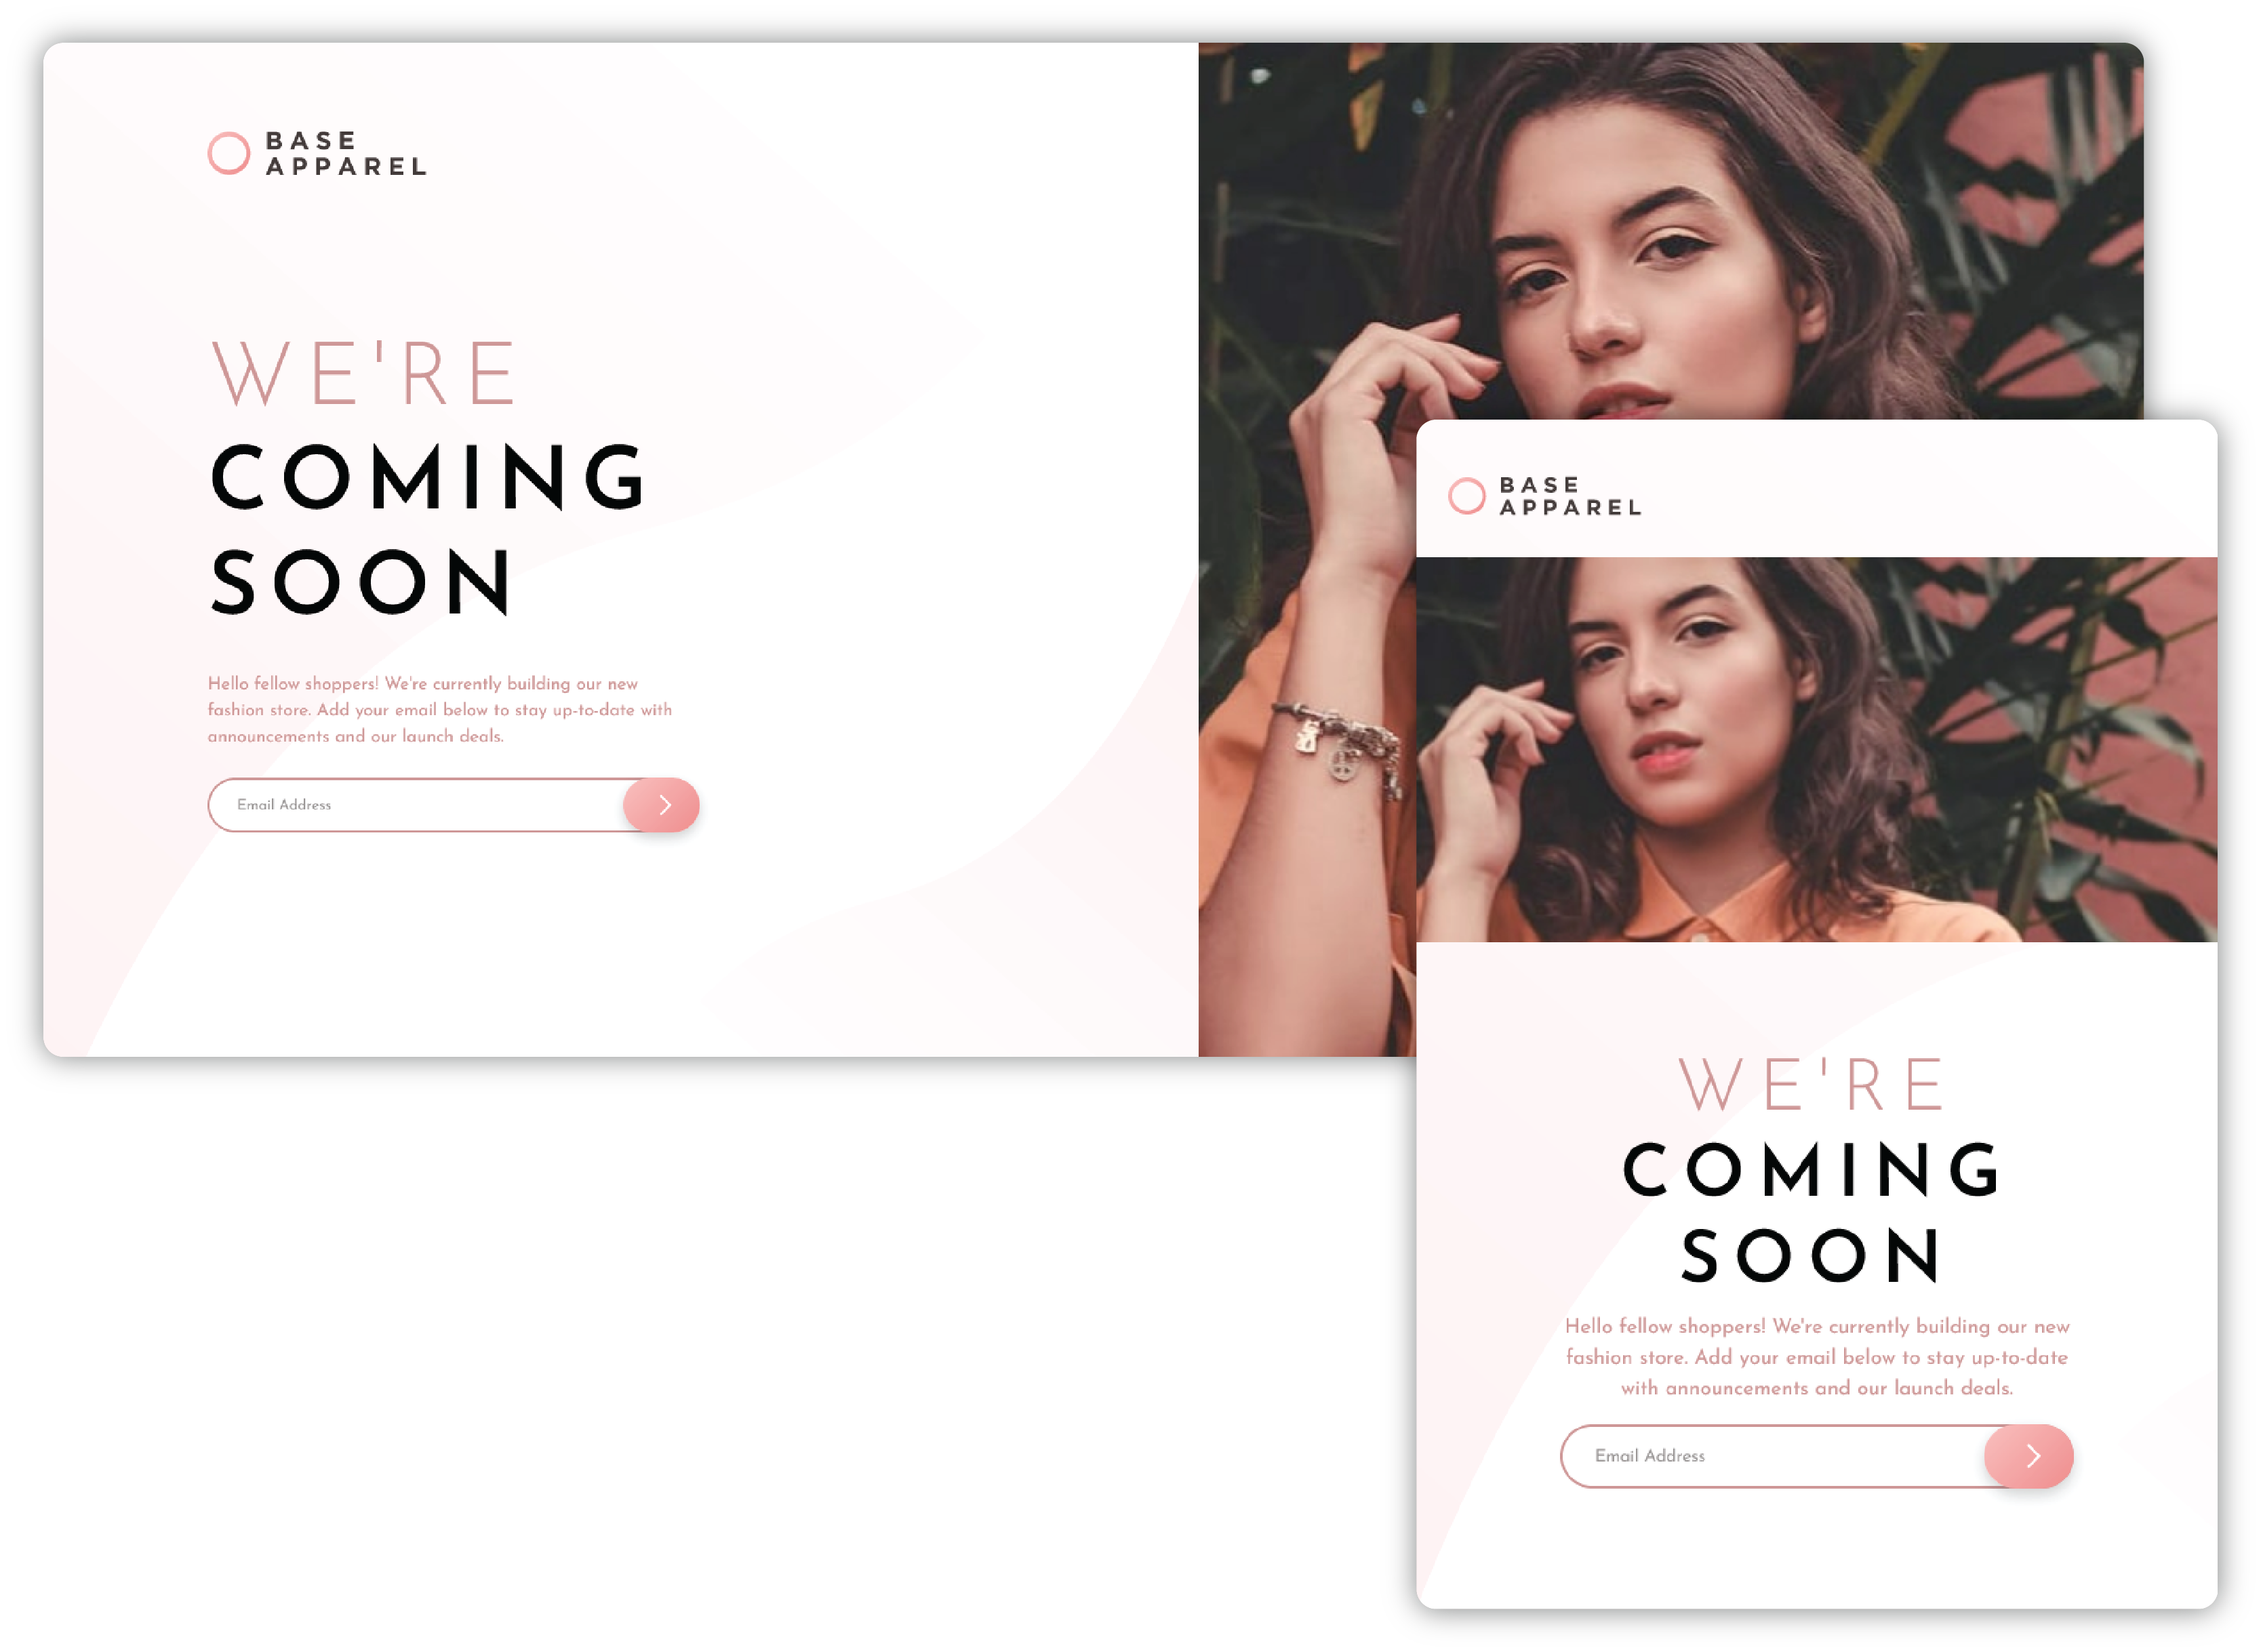 BASE
APPAREL
WE'RE
COMING
SOON
Hello fellow shoppers! We're currently building our new
fashion store. Add your email below to stay up-to-date with
announcements and our launch deals.
Email Address
BASE
APPAREL
WE'RE
COMING
SOON
Hello fellow shoppers! We're currently building our new
fashion store. Add your email below to stay up-to-date
with announcements and our launch deals.
Email Address